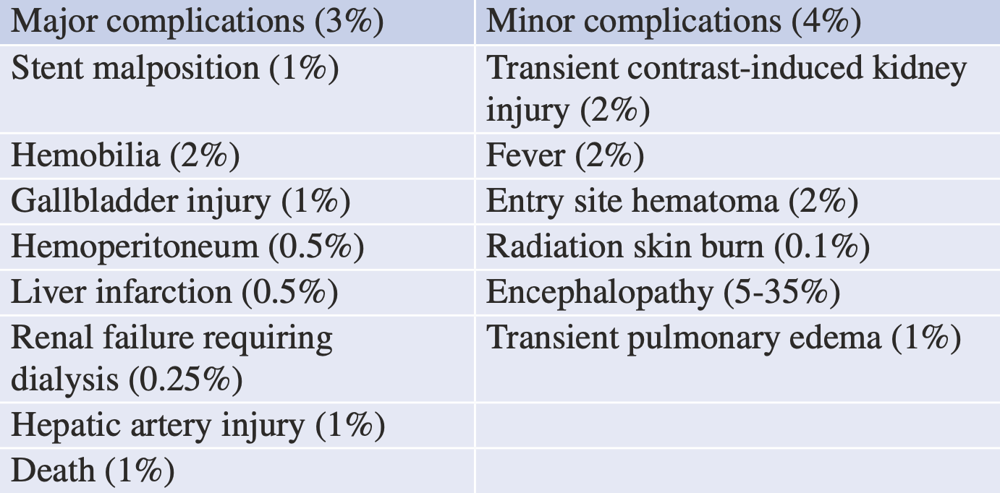 Major complications (3%)
Minor complications (4%)
Stent malposition (1%)
Transient contrast-induced kidney
injury (2%)
Hemobilia (2%)
Fever (2%)
Gallbladder injury (1%)
Entry site hematoma (2%)
Hemoperitoneum (0.5%)
Radiation skin burn (0.1%)
Liver infarction (0.5%)
Encephalopathy (5-35%)
Renal failure requiring
dialysis (0.25%)
Transient pulmonary edema (1%)
Hepatic artery injury (1%)
Death (1%)